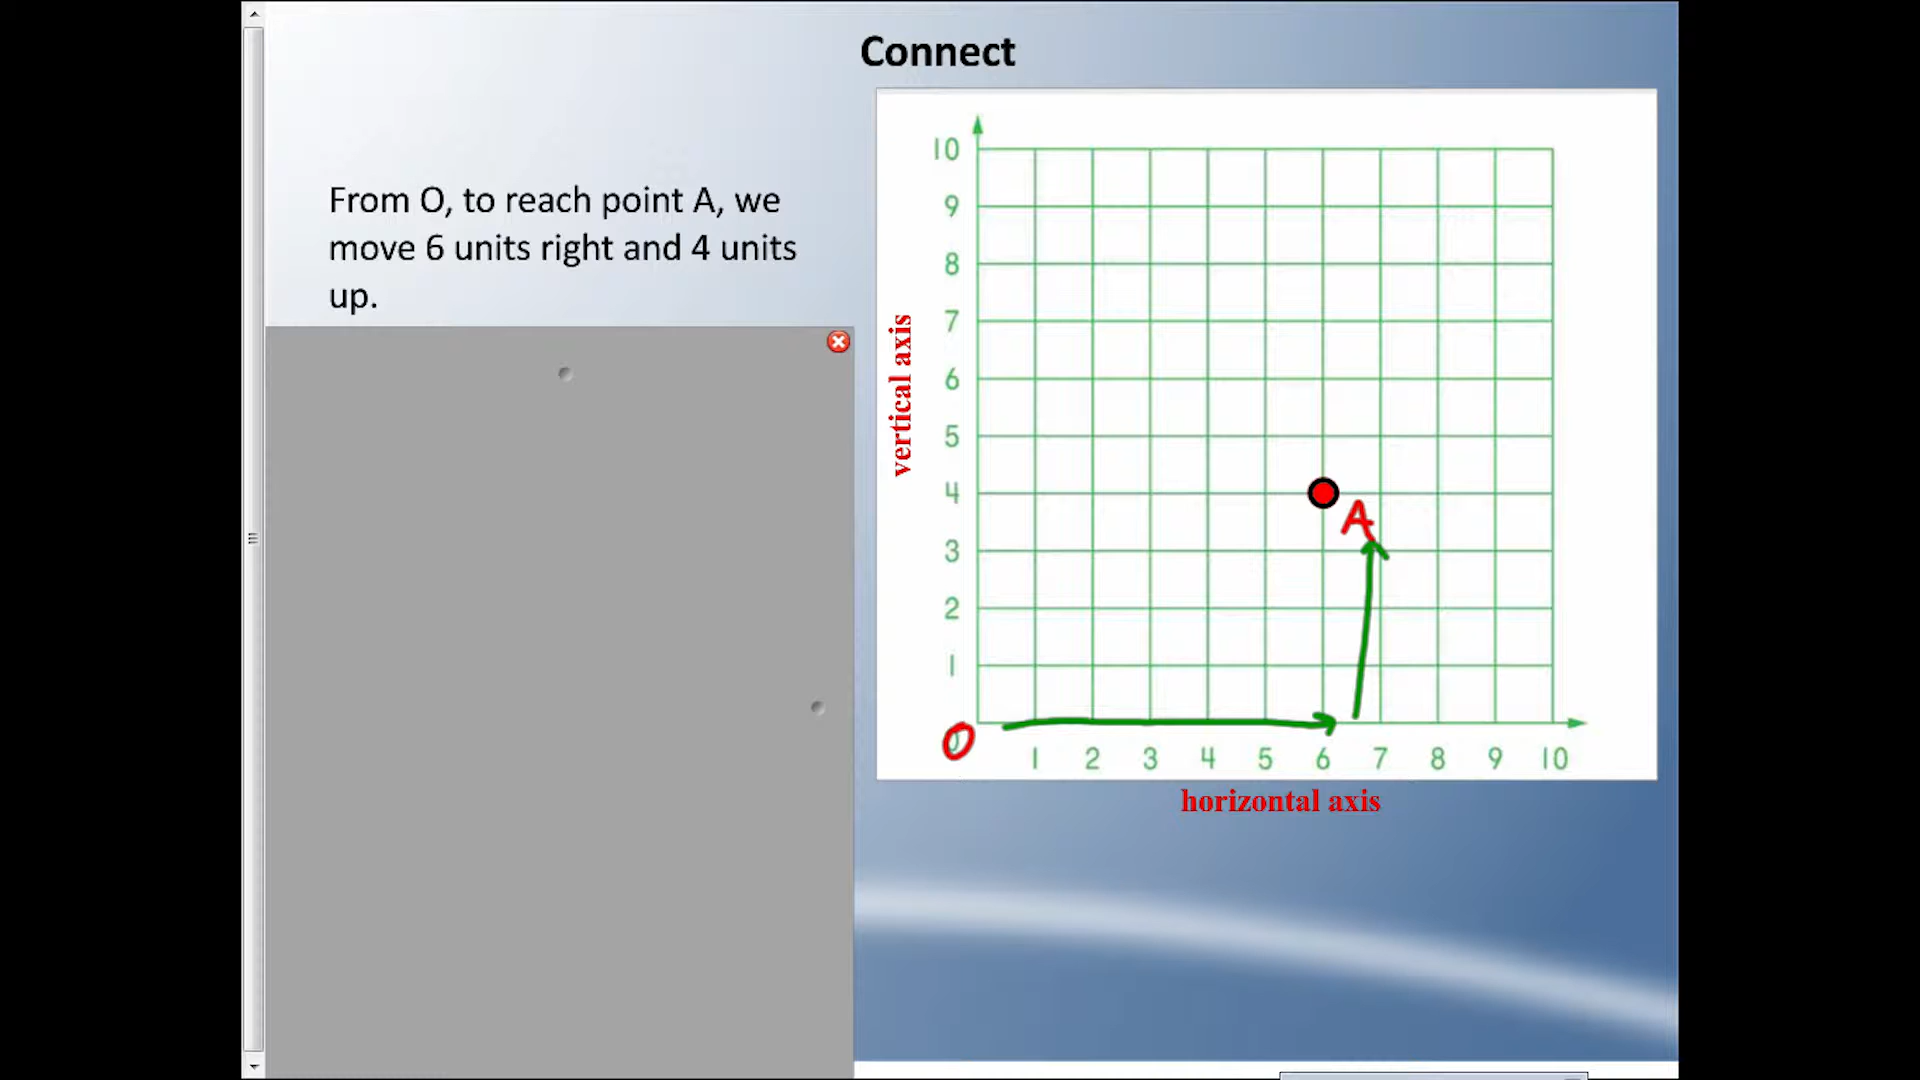 Connect
From O, to reach point A, we
move 6 units right and 4 units
up.
vertical axis
10
9
8
7
6
5
4
3
2
1
A
O
1 2 3 4 5 6 7 8 9 10
horizontal axis